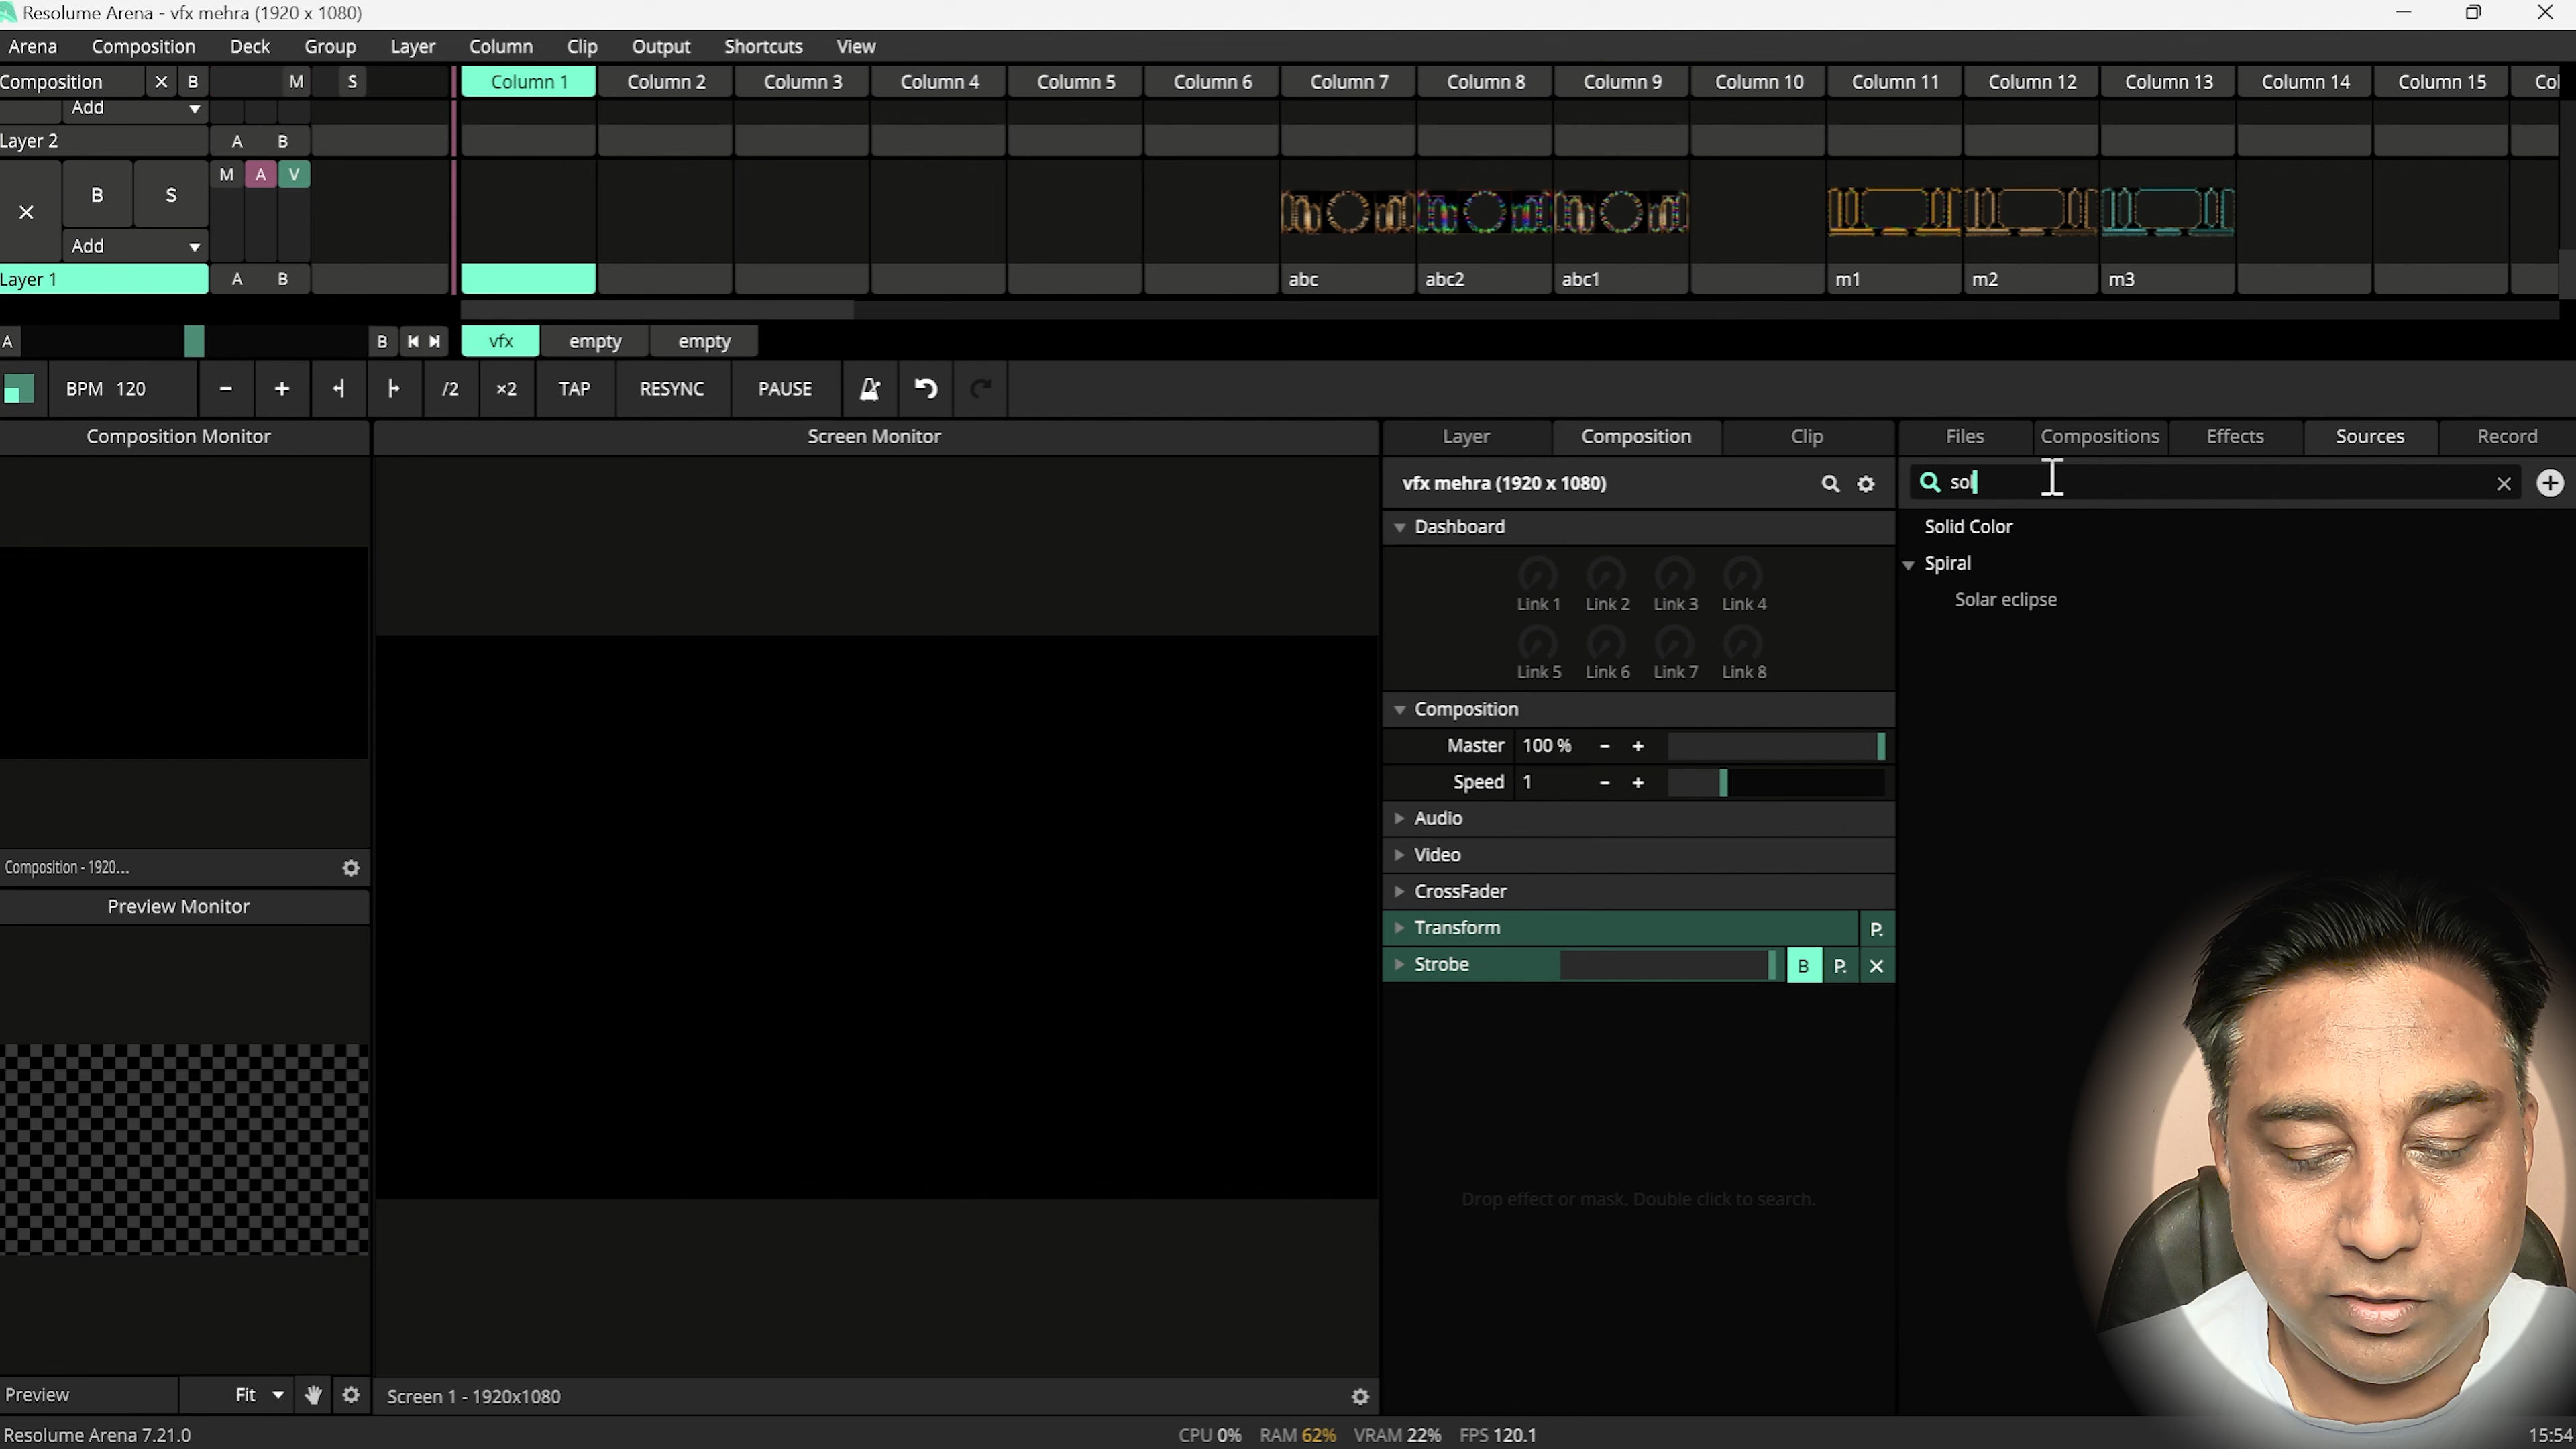 Resolume Arena - vfx mehra (1920 x 1080)
Arena Composition Deck Group Layer Column Clip Output Shortcuts View
Composition B M S Column 1 Column 2 Column 3 Column 4 Column 5 Column 6 Column 7 Column 8 Column 9 Column 10 Column 11 Column 12 Column 13 Column 14 Column 15 Col
Add
Layer 2 A B
B S M A V
Add
Layer 1 A B abc abc2 abc1 m1 m2 m3
A B vfx empty empty
BPM 120 - + /2 ×2 TAP RESYNC PAUSE
Composition Monitor Screen Monitor Layer Composition Clip Files Compositions Effects Sources Record
vfx mehra (1920 x 1080) sol
Dashboard Solid Color
Spiral
Link 1 Link 2 Link 3 Link 4 Solar eclipse
Link 5 Link 6 Link 7 Link 8
Composition
Master 100 % - +
Speed 1 - +
Audio
Video
Composition - 1920...
CrossFader
Preview Monitor
Transform P.
Strobe B P.
Drop effect or mask. Double click to search.
Preview Fit Screen 1 - 1920x1080
Resolume Arena 7.21.0 CPU 0% RAM 62% VRAM 22% FPS 120.1 15:54